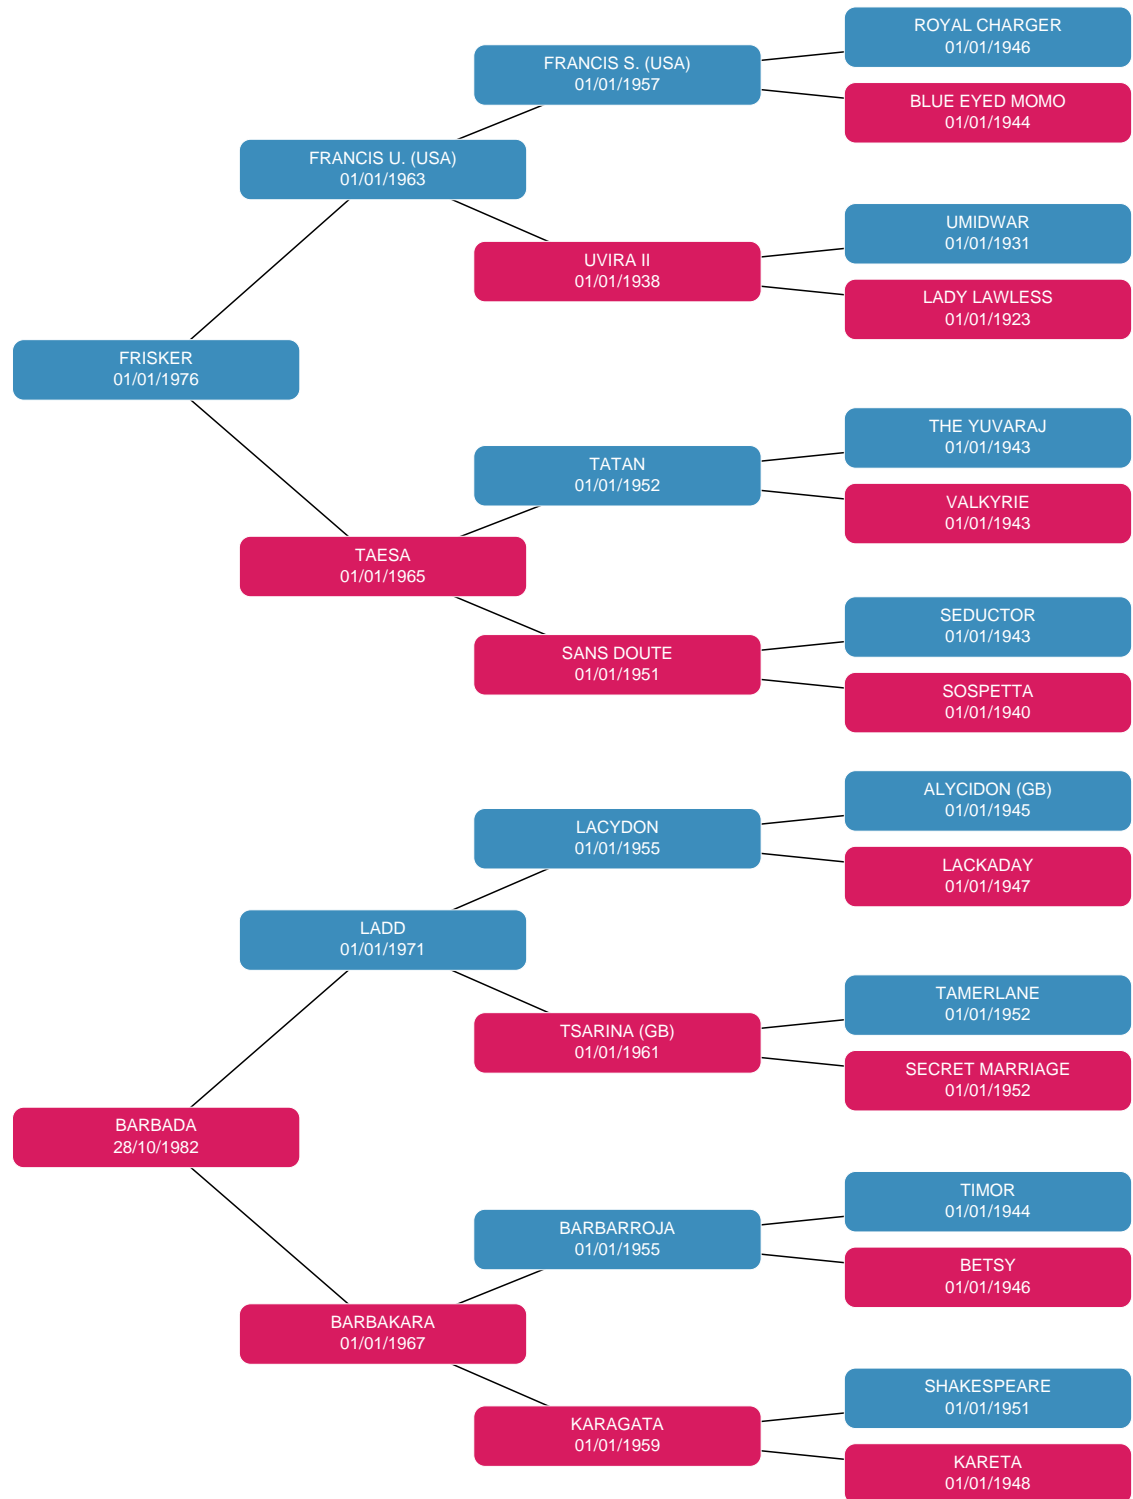 ROYAL CHARGER
01/01/1946
FRANCIS S. (USA)
01/01/1957
BLUE EYED MOMO
01/01/1944
FRANCIS U. (USA)
01/01/1963
UMIDWAR
01/01/1931
UVIRA II
01/01/1938
LADY LAWLESS
01/01/1923
FRISKER
01/01/1976
THE YUVARAJ
01/01/1943
TATAN
01/01/1952
VALKYRIE
01/01/1943
TAESA
01/01/1965
SEDUCTOR
01/01/1943
SANS DOUTE
01/01/1951
SOSPETTA
01/01/1940
ALYCIDON (GB)
01/01/1945
LACYDON
01/01/1955
LACKADAY
01/01/1947
LADD
01/01/1971
TAMERLANE
01/01/1952
TSARINA (GB)
01/01/1961
SECRET MARRIAGE
01/01/1952
BARBADA
28/10/1982
TIMOR
01/01/1944
BARBARROJA
01/01/1955
BETSY
01/01/1946
BARBAKARA
01/01/1967
SHAKESPEARE
01/01/1951
KARAGATA
01/01/1959
KARETA
01/01/1948